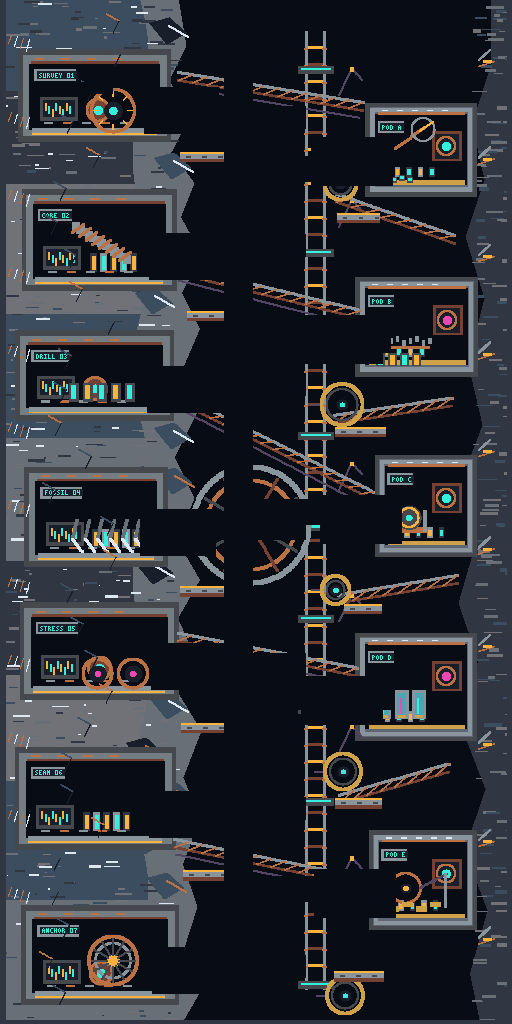 SURVEY 01
POD A
CORE 02
POD B
DRILL 03
POD C
FOSSIL 04
STRESS 05
POD D
SEAM 06
POD E
ANCHOR 07